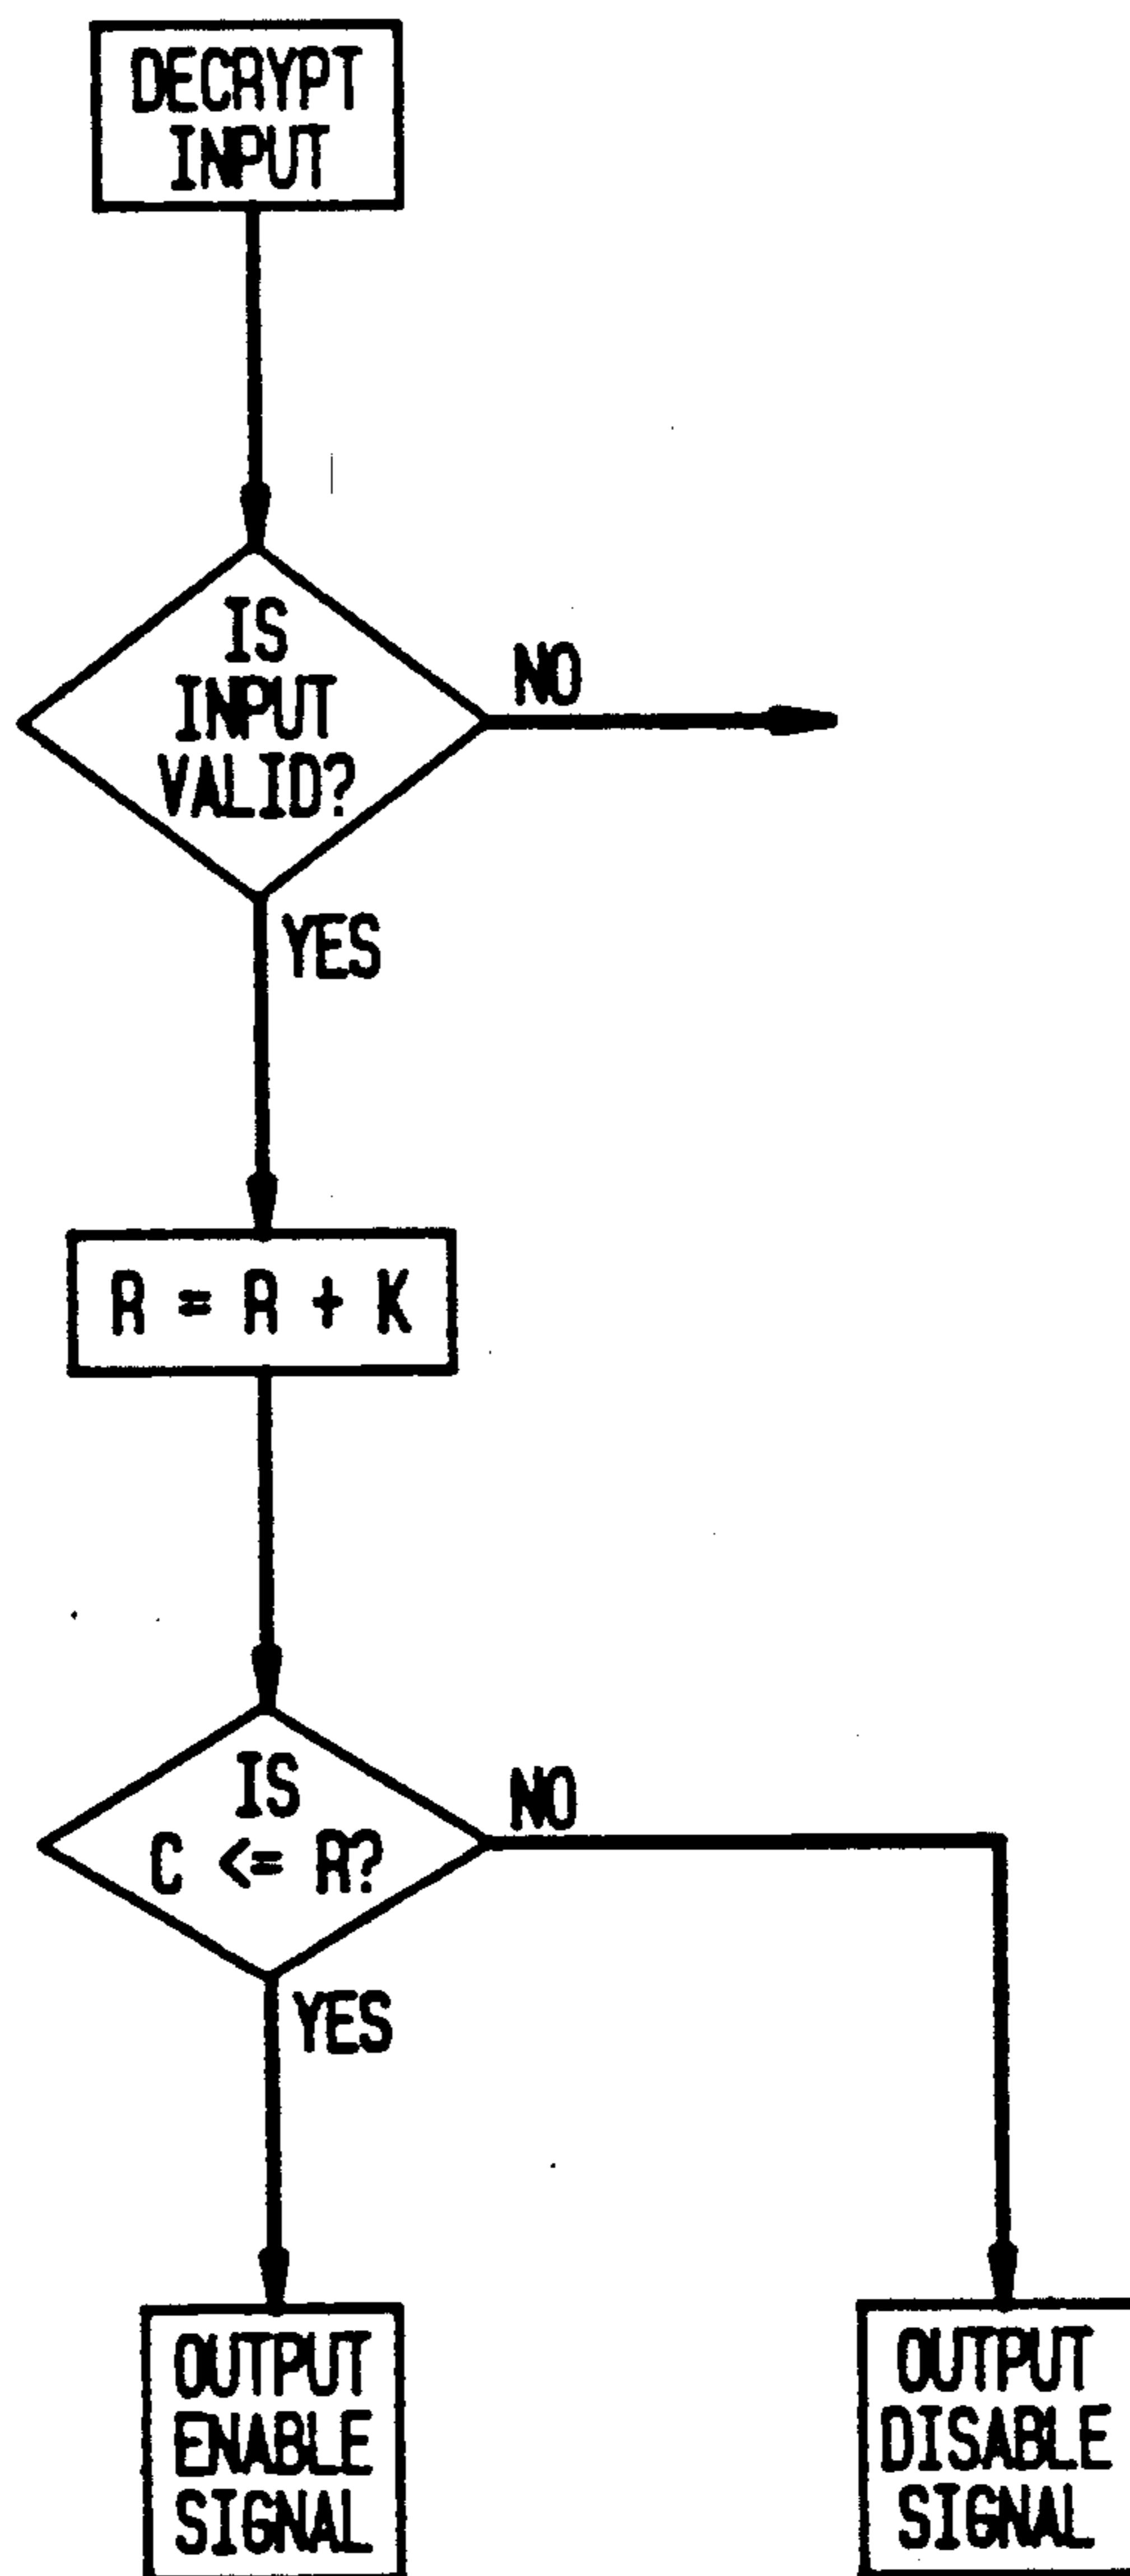 DECRYPT
INPUT
IS
INPUT
VALID?
NO
YES
R = R + K
IS
C <= R?
NO
YES
OUTPUT
ENABLE
SIGNAL
OUTPUT
DISABLE
SIGNAL